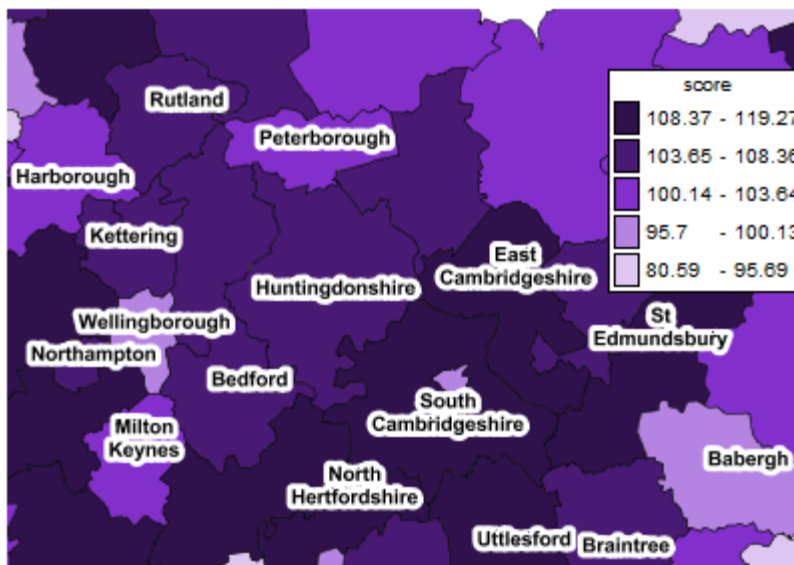 score
108.37 - 119.27
103.65 - 108.36
100.14 - 103.64
95.7 - 100.13
80.59 - 95.69
Rutland
Peterborough
Harborough
Kettering
East
Cambridgeshire
Huntingdonshire
St
Edmundsbury
Wellingborough
Northampton
Bedford
South
Cambridgeshire
Milton
Keynes
Babergh
North
Hertfordshire
Uttlesford
Braintree